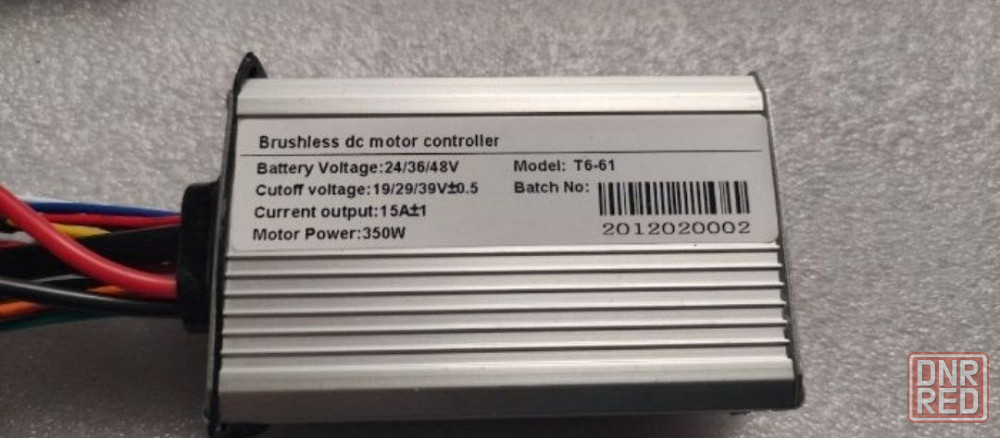 Brushless dc motor controller
Battery Voltage:24/36/48V
Cutoff voltage:19/29/39V±0.5
Current output:15A±1
Motor Power:350W
Model: T6-61
Batch No:
2012020002
DNR
RED